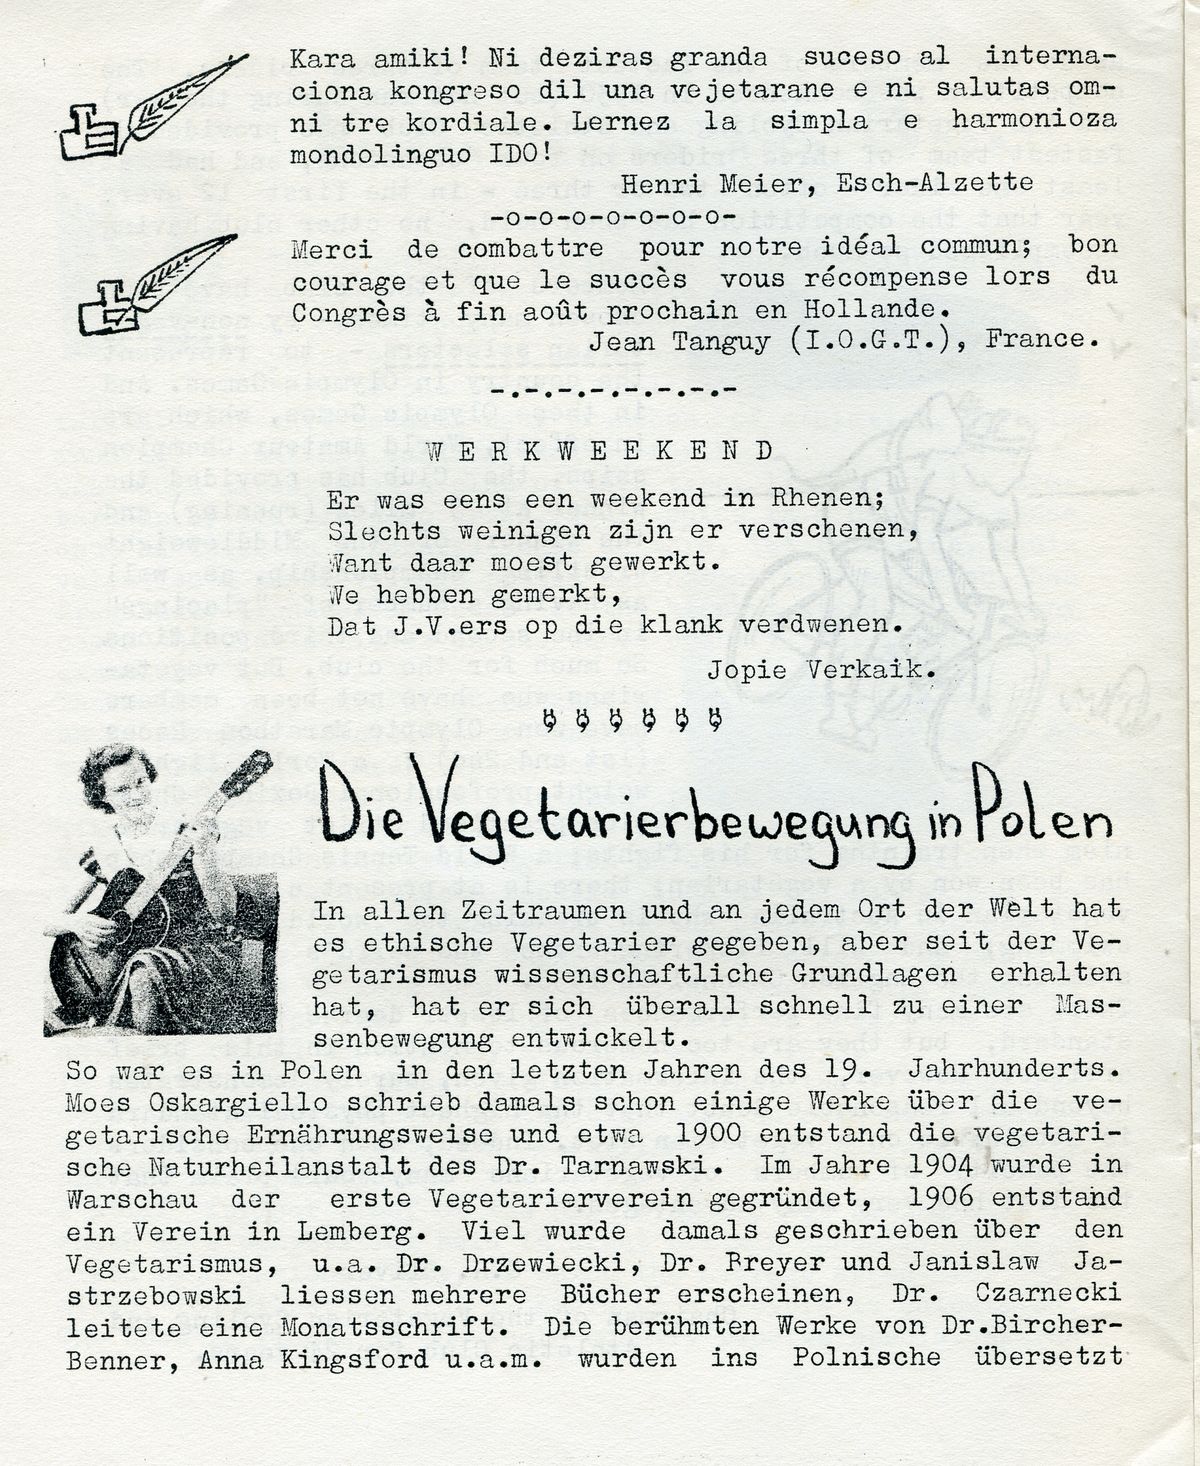 Kara amiki! Ni deziras granda suceso al interna-
ciona kongreso dil una vejetarane e ni salutas om-
ni tre kordiale. Lernez la simpla e harmonioza
mondolinguo IDO!
Henri Meier, Esch-Alzette
-o-o-o-o-o-o-o-
Merci de combattre pour notre idéal commun; bon
courage et que le succès vous récompense lors du
Congrès à fin août prochain en Hollande.
Jean Tanguy (I.O.G.T.), France.
-.-.-.-.-.-.-.-
WERKWEEKEND
Er was eens een weekend in Rhenen;
Slechts weinigen zijn er verschenen,
Want daar moest gewerkt.
We hebben gemerkt,
Dat J.V.ers op die klank verdwenen.
Jopie Verkaik.
Die Vegetarierbewegung in Polen
In allen Zeitraumen und an jedem Ort der Welt hat
es ethische Vegetarier gegeben, aber seit der Ve-
getarismus wissenschaftliche Grundlagen erhalten
hat, hat er sich überall schnell zu einer Mas-
senbewegung entwickelt.
So war es in Polen in den letzten Jahren des 19. Jahrhunderts.
Moes Oskargiello schrieb damals schon einige Werke über die ve-
getarische Ernährungsweise und etwa 1900 entstand die vegetari-
sche Naturheilanstalt des Dr. Tarnawski. Im Jahre 1904 wurde in
Warschau der erste Vegetarierverein gegründet, 1906 entstand
ein Verein in Lemberg. Viel wurde damals geschrieben über den
Vegetarismus, u.a. Dr. Drzewiecki, Dr. Breyer und Janislaw Ja-
strzebowski liessen mehrere Bücher erscheinen, Dr. Czarnecki
leitete eine Monatsschrift. Die berühmten Werke von Dr.Bircher-
Benner, Anna Kingsford u.a.m. wurden ins Polnische übersetzt